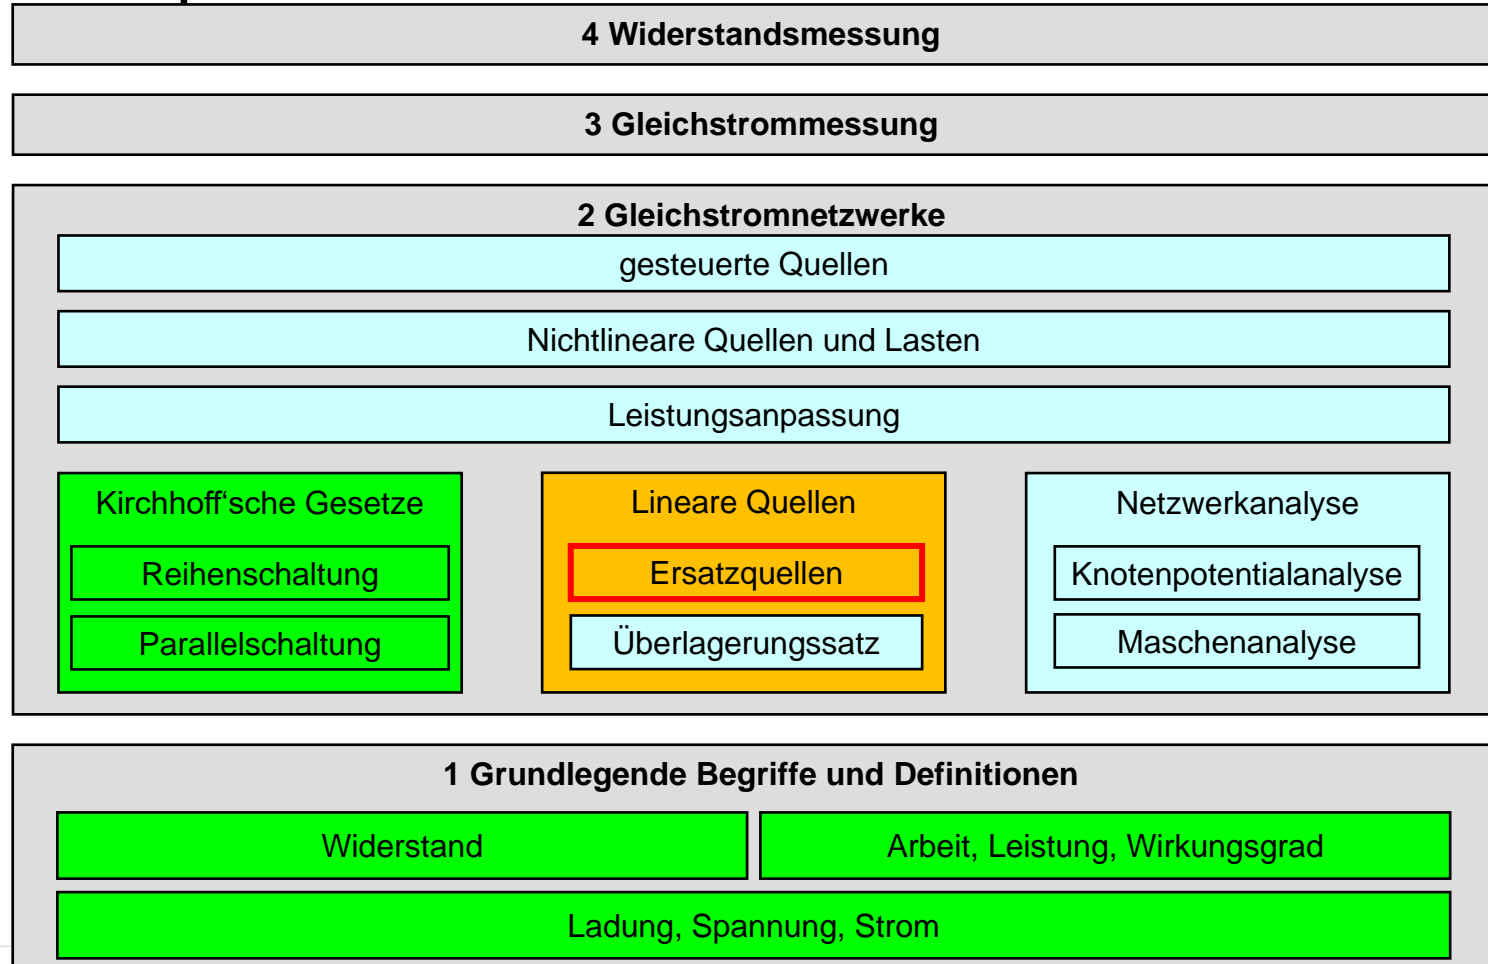 4 Widerstandsmessung
3 Gleichstrommessung
2 Gleichstromnetzwerke
gesteuerte Quellen
Nichtlineare Quellen und Lasten
Leistungsanpassung
Kirchhoff‘sche Gesetze
Reihenschaltung
Parallelschaltung
Lineare Quellen
Ersatzquellen
Überlagerungssatz
Netzwerkanalyse
Knotenpotentialanalyse
Maschenanalyse
1 Grundlegende Begriffe und Definitionen
Widerstand
Arbeit, Leistung, Wirkungsgrad
Ladung, Spannung, Strom